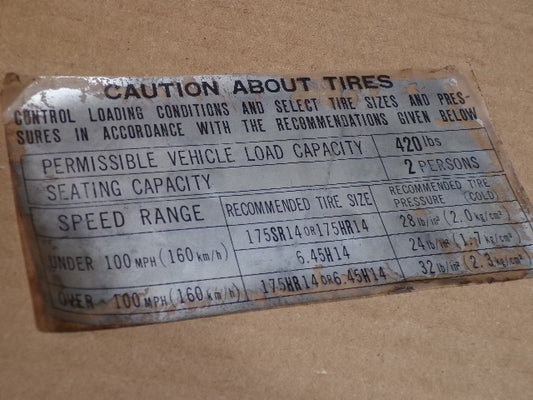 CAUTION ABOUT TIRES
CONTROL LOADING CONDITIONS AND SELECT TIRE SIZES AND PRES-
SURES IN ACCORDANCE WITH THE RECOMMENDATIONS GIVEN BELOW
PERMISSIBLE VEHICLE LOAD CAPACITY 420 lbs
SEATING CAPACITY 2 PERSONS
SPEED RANGE RECOMMENDED TIRE SIZE RECOMMENDED TIRE PRESSURE (COLD)
UNDER 100 MPH (160 km/h) 175SR14 OR 175HR14 28 lb/in² (2.0 kg/cm²)
6.45H14 24 lb/in² (1.7 kg/cm²)
OVER 100 MPH (160 km/h) 175HR14 OR 6.45H14 32 lb/in² (2.3 kg/cm²)